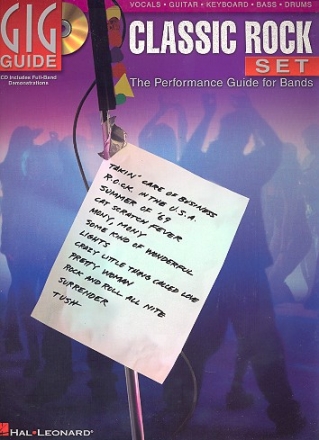 VOCALS • GUITAR • KEYBOARD • BASS • DRUMS
GIG
GUIDE
CD Includes Full-Band
Demonstrations
CLASSIC ROCK
SET
The Performance Guide for Bands
TAKIN' CARE OF BUSINESS
R.O.C.K. IN THE U.S.A.
SUMMER OF '69
CAT SCRATCH FEVER
MONY, MONY
SOME KIND OF WONDERFUL
LIGHTS
CRAZY LITTLE THING CALLED LOVE
PRETTY WOMAN
ROCK AND ROLL ALL NITE
SURRENDER
TUSH
HAL•LEONARD®